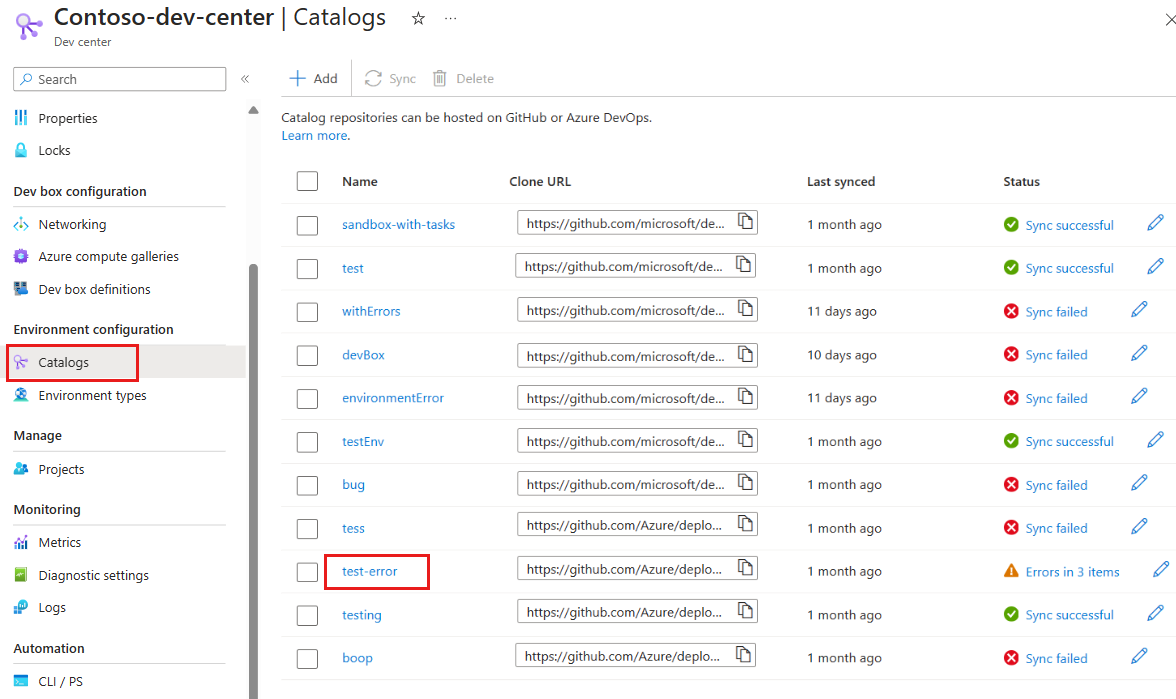 Contoso-dev-center | Catalogs
Dev center
Search
Properties
Locks
Dev box configuration
Networking
Azure compute galleries
Dev box definitions
Environment configuration
Catalogs
Environment types
Manage
Projects
Monitoring
Metrics
Diagnostic settings
Logs
Automation
CLI / PS
Add Sync Delete
Catalog repositories can be hosted on GitHub or Azure DevOps.
Learn more.
Name Clone URL Last synced Status
sandbox-with-tasks https://github.com/microsoft/de... 1 month ago Sync successful
test https://github.com/microsoft/de... 1 month ago Sync successful
withErrors https://github.com/microsoft/de... 11 days ago Sync failed
devBox https://github.com/microsoft/de... 10 days ago Sync failed
environmentError https://github.com/microsoft/de... 11 days ago Sync failed
testEnv https://github.com/microsoft/de... 1 month ago Sync successful
bug https://github.com/microsoft/de... 1 month ago Sync failed
tess https://github.com/Azure/deplo... 1 month ago Sync failed
test-error https://github.com/Azure/deplo... 1 month ago Errors in 3 items
testing https://github.com/Azure/deplo... 1 month ago Sync successful
boop https://github.com/Azure/deplo... 1 month ago Sync failed